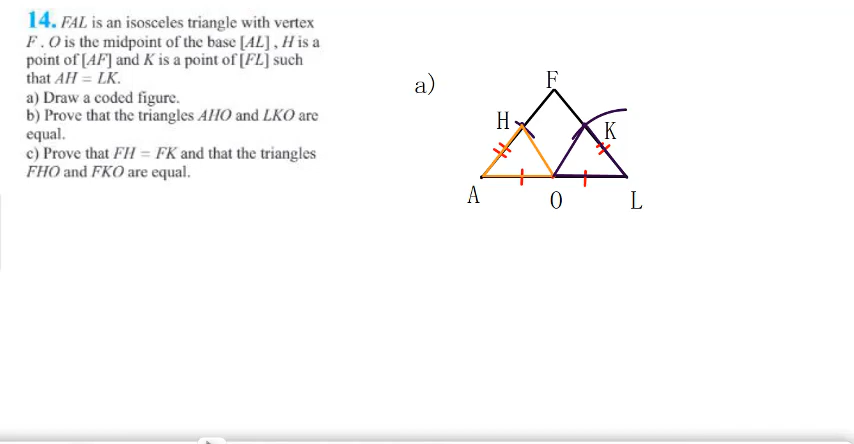 14. FAL is an isosceles triangle with vertex
F. O is the midpoint of the base [AL], H is a
point of [AF] and K is a point of [FL] such
that AH = LK.
a) Draw a coded figure.
b) Prove that the triangles AHO and LKO are
equal.
c) Prove that FH = FK and that the triangles
FHO and FKO are equal.
a)
F
H
K
A
O
L